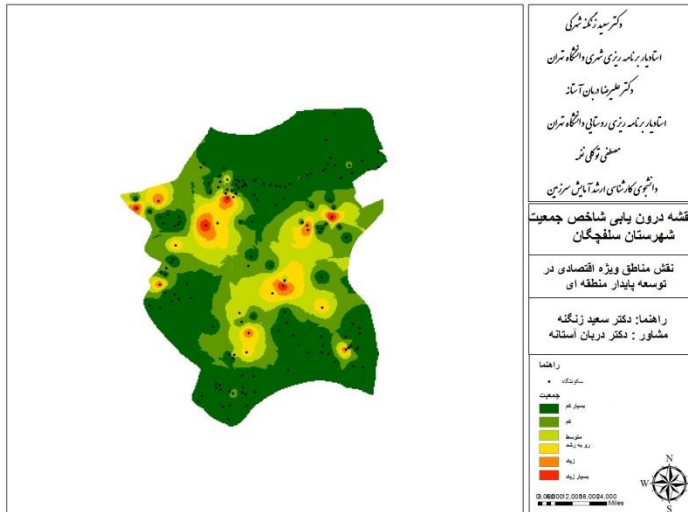 دکتر سعید زنگنه شهرکی
استادیار برنامه ریزی شهری دانشگاه تهران
دکتر علیرضا دربان آستانه
استادیار برنامه ریزی روستایی دانشگاه تهران
مصطفی توکلی نغمه
دانشجوی کارشناسی ارشد آمایش سرزمین
نقشه درون یابی شاخص جمعیت
شهرستان سلفچگان
نقش مناطق ویژه اقتصادی در
توسعه پایدار منطقه ای
راهنما: دکتر سعید زنگنه
مشاور : دکتر دربان آستانه
راهنما
سکونتگاه
جمعیت
بسیار کم
کم
متوسط
رو به رشد
زیاد
بسیار زیاد
N
W E
S
Miles